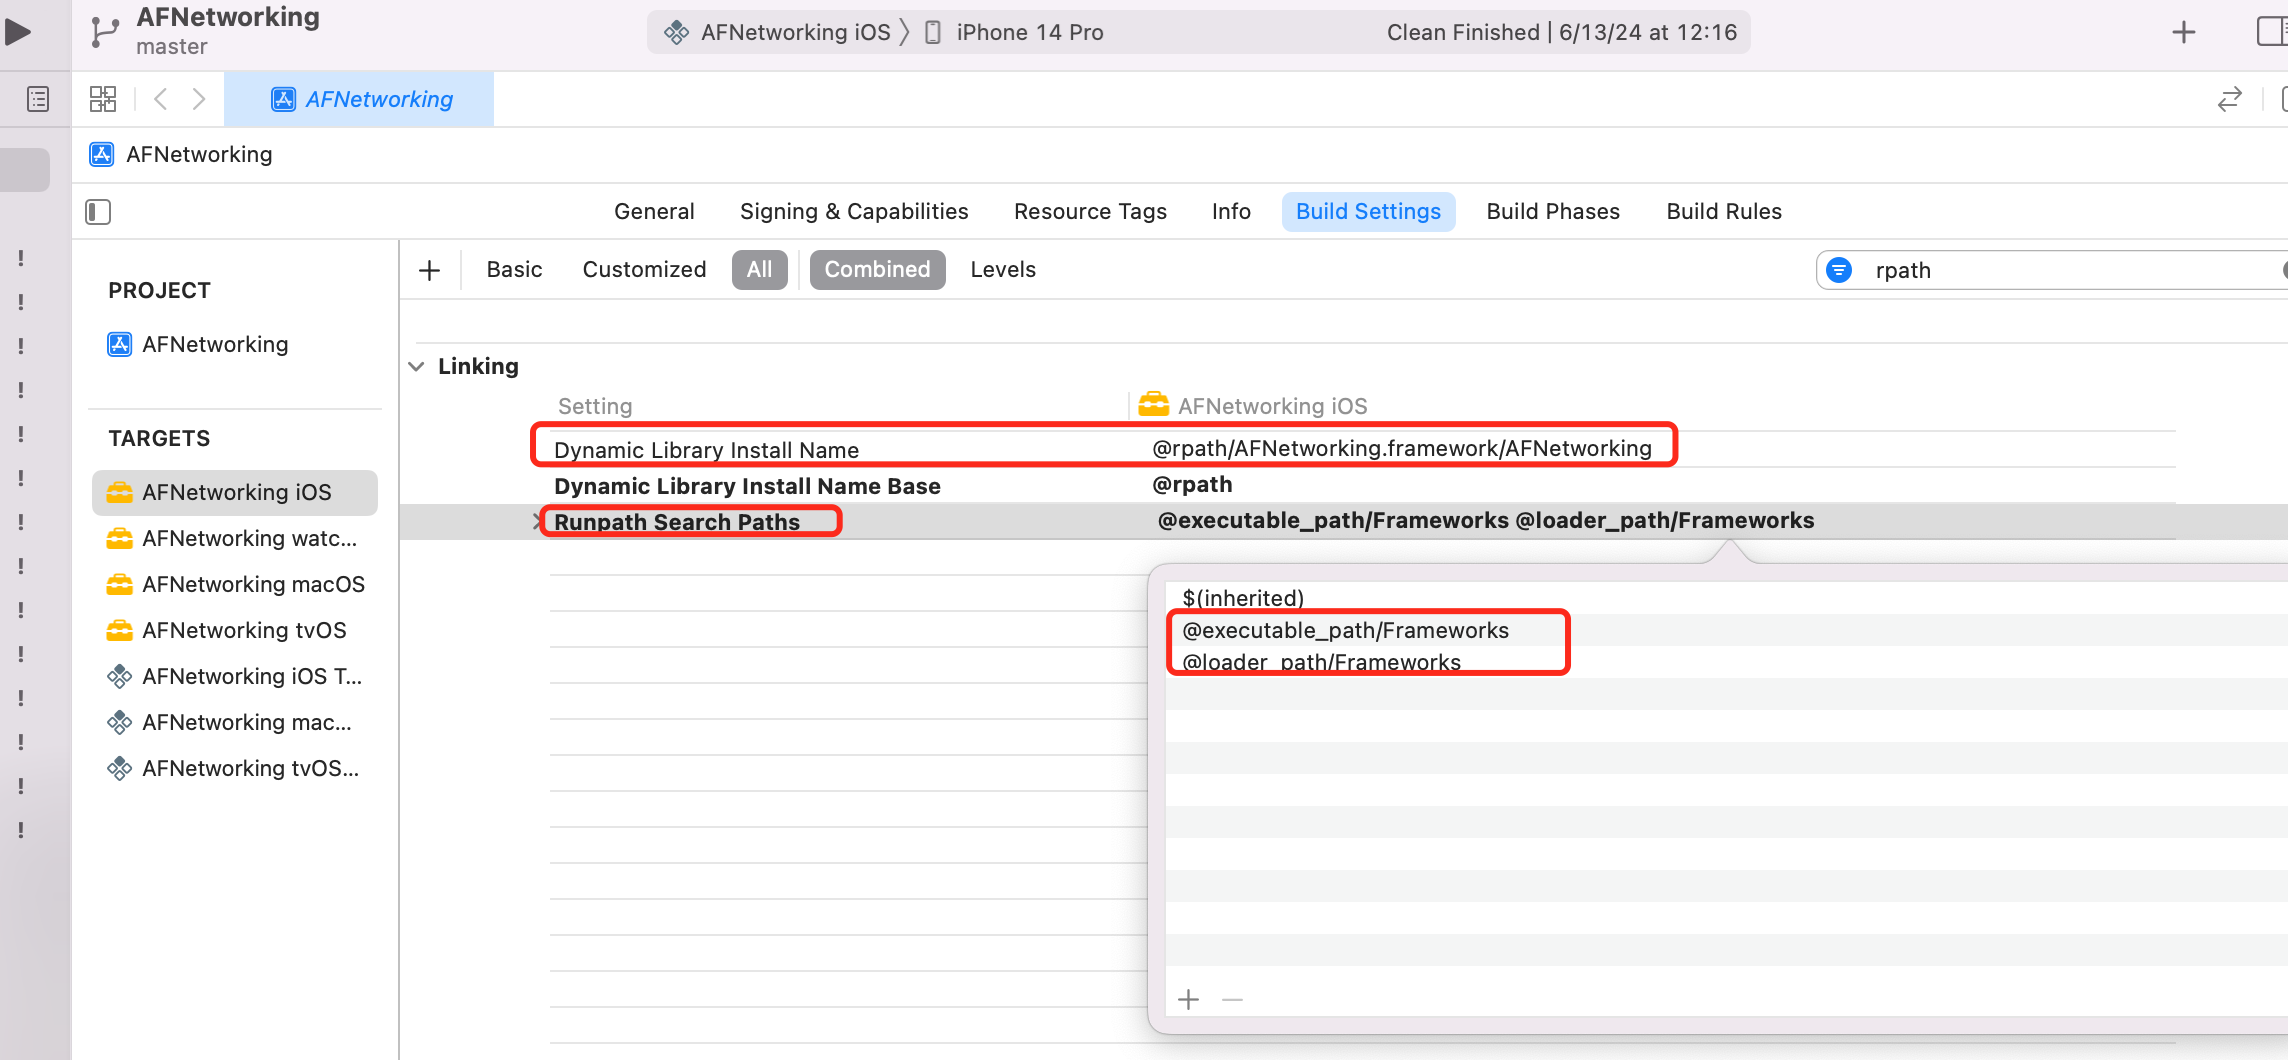 AFNetworking
master
AFNetworking iOS
iPhone 14 Pro
Clean Finished | 6/13/24 at 12:16
AFNetworking
AFNetworking
General
Signing & Capabilities
Resource Tags
Info
Build Settings
Build Phases
Build Rules
Basic
Customized
All
Combined
Levels
rpath
PROJECT
AFNetworking
TARGETS
AFNetworking iOS
AFNetworking watc...
AFNetworking macOS
AFNetworking tvOS
AFNetworking iOS T...
AFNetworking mac...
AFNetworking tvOS...
Linking
Setting
AFNetworking iOS
Dynamic Library Install Name
@rpath/AFNetworking.framework/AFNetworking
Dynamic Library Install Name Base
@rpath
Runpath Search Paths
@executable_path/Frameworks @loader_path/Frameworks
$(inherited)
@executable_path/Frameworks
@loader_path/Frameworks